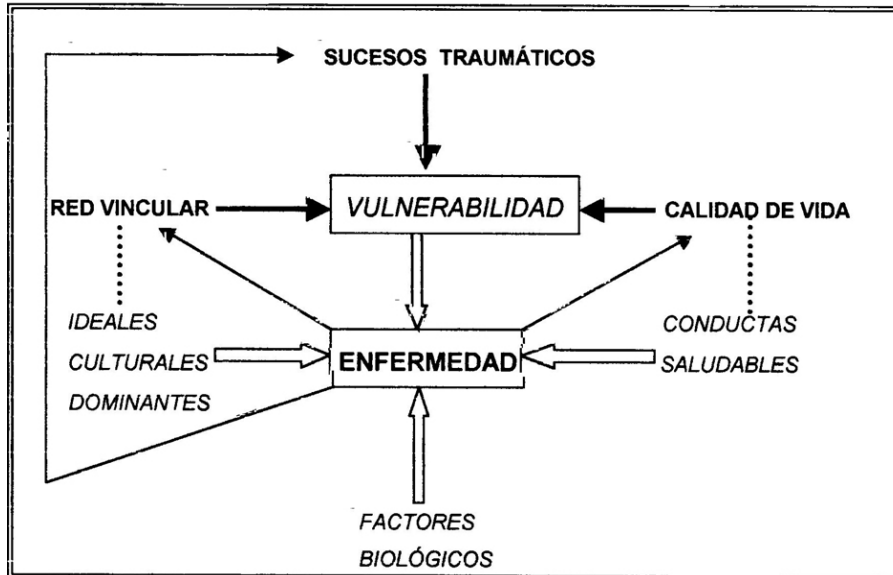 SUCESOS TRAUMÁTICOS
RED VINCULAR
VULNERABILIDAD
CALIDAD DE VIDA
IDEALES
CULTURALES
DOMINANTES
ENFERMEDAD
CONDUCTAS
SALUDABLES
FACTORES
BIOLÓGICOS